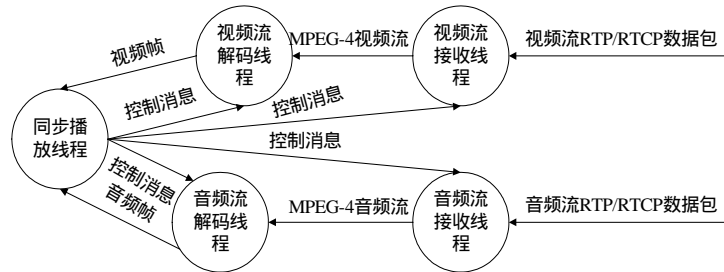 视频流
解码线
程
MPEG-4视频流
视频流
接收线
程
视频流RTP/RTCP数据包
视频帧
控制消息
控制消息
控制消息
同步播
放线程
控制消息
音频帧
音频流
解码线
程
MPEG-4音频流
音频流
接收线
程
音频流RTP/RTCP数据包